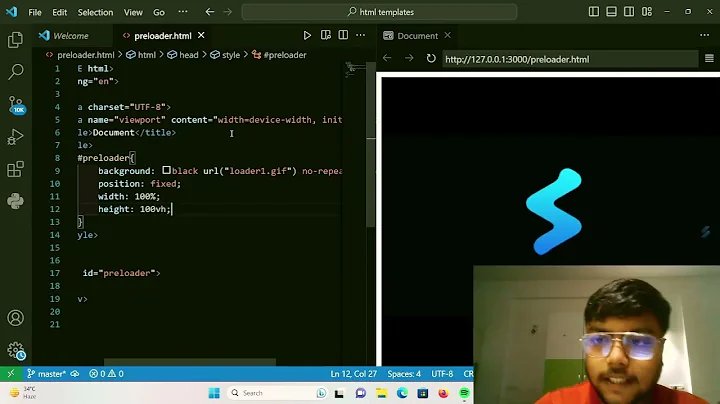 File Edit Selection View Go ··· html templates
Welcome preloader.html Document
preloader.html > html > head > style > #preloader http://127.0.0.1:3000/preloader.html
1 E html>
2 ng="en">
3
4 a charset="UTF-8">
5 a name="viewport" content="width=device-width, init
6 le>Document</title>
7 le>
8 #preloader{
9 background: black url("loader1.gif") no-repea
10 position: fixed;
11 width: 100%;
12 height: 100vh;
13 }
14 yle>
15
16
17 id="preloader">
18
19 v>
20
21
10K
master* 0 0 Ln 12, Col 27 Spaces: 4 UTF-8 CR
34°C
Haze
Search